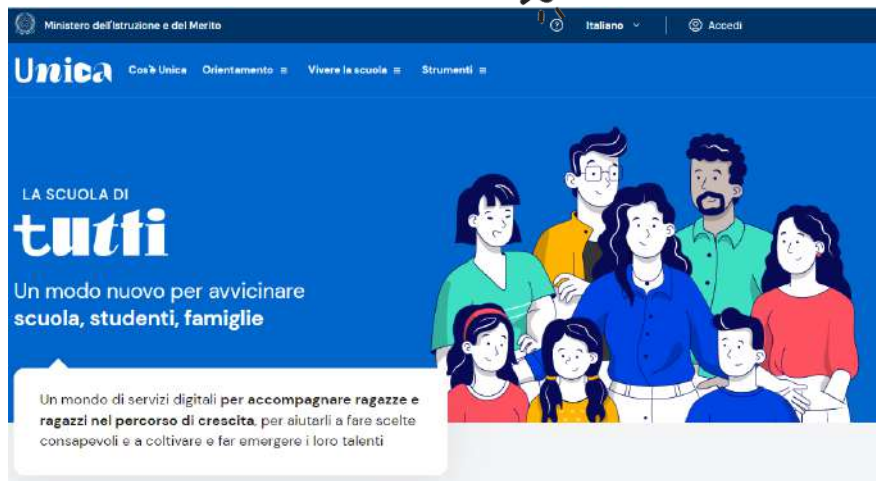 Ministero dell'Istruzione e del Merito
Italiano
Accedi
Unica
Cos'è Unica
Orientamento
Vivere la scuola
Strumenti
LA SCUOLA DI
tutti
Un modo nuovo per avvicinare
scuola, studenti, famiglie
Un mondo di servizi digitali per accompagnare ragazze e
ragazzi nel percorso di crescita, per aiutarli a fare scelte
consapevoli e a coltivare e far emergere i loro talenti